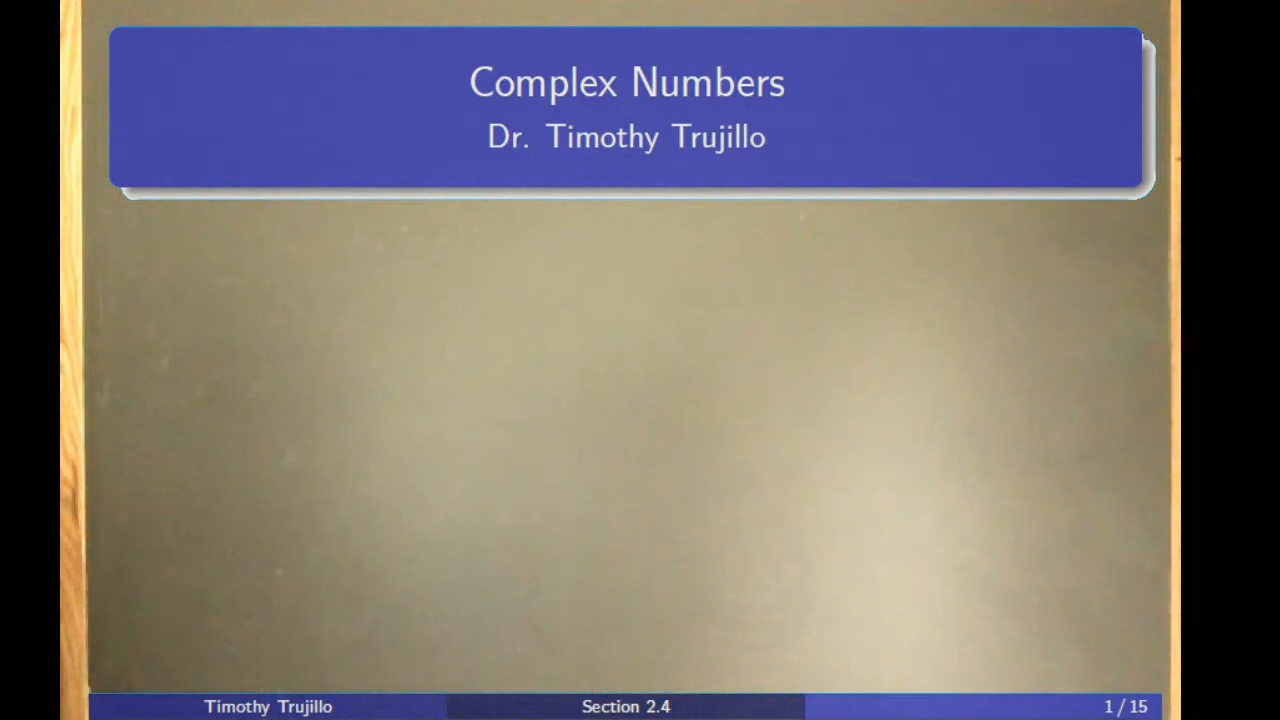 Complex Numbers
Dr. Timothy Trujillo
Timothy Trujillo
Section 2.4
1 / 15